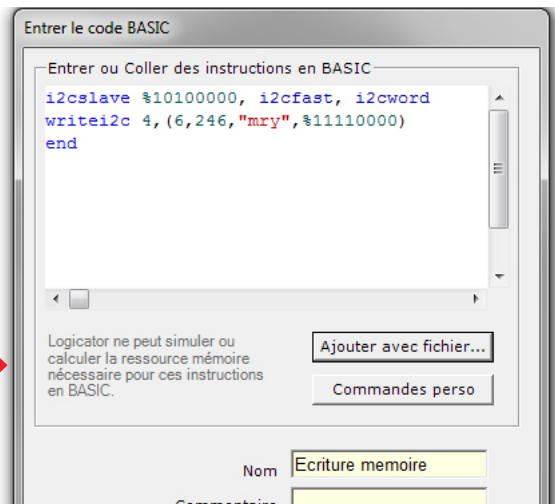 Entrer le code BASIC
Entrer ou Coller des instructions en BASIC
i2cslave %10100000, i2cfast, i2cword
writei2c 4,(6,246,"mry",%11110000)
end
Logicator ne peut simuler ou
calculer la ressource mémoire
nécessaire pour ces instructions
en BASIC.
Ajouter avec fichier...
Commandes perso
Nom
Ecriture memoire
Commentaire